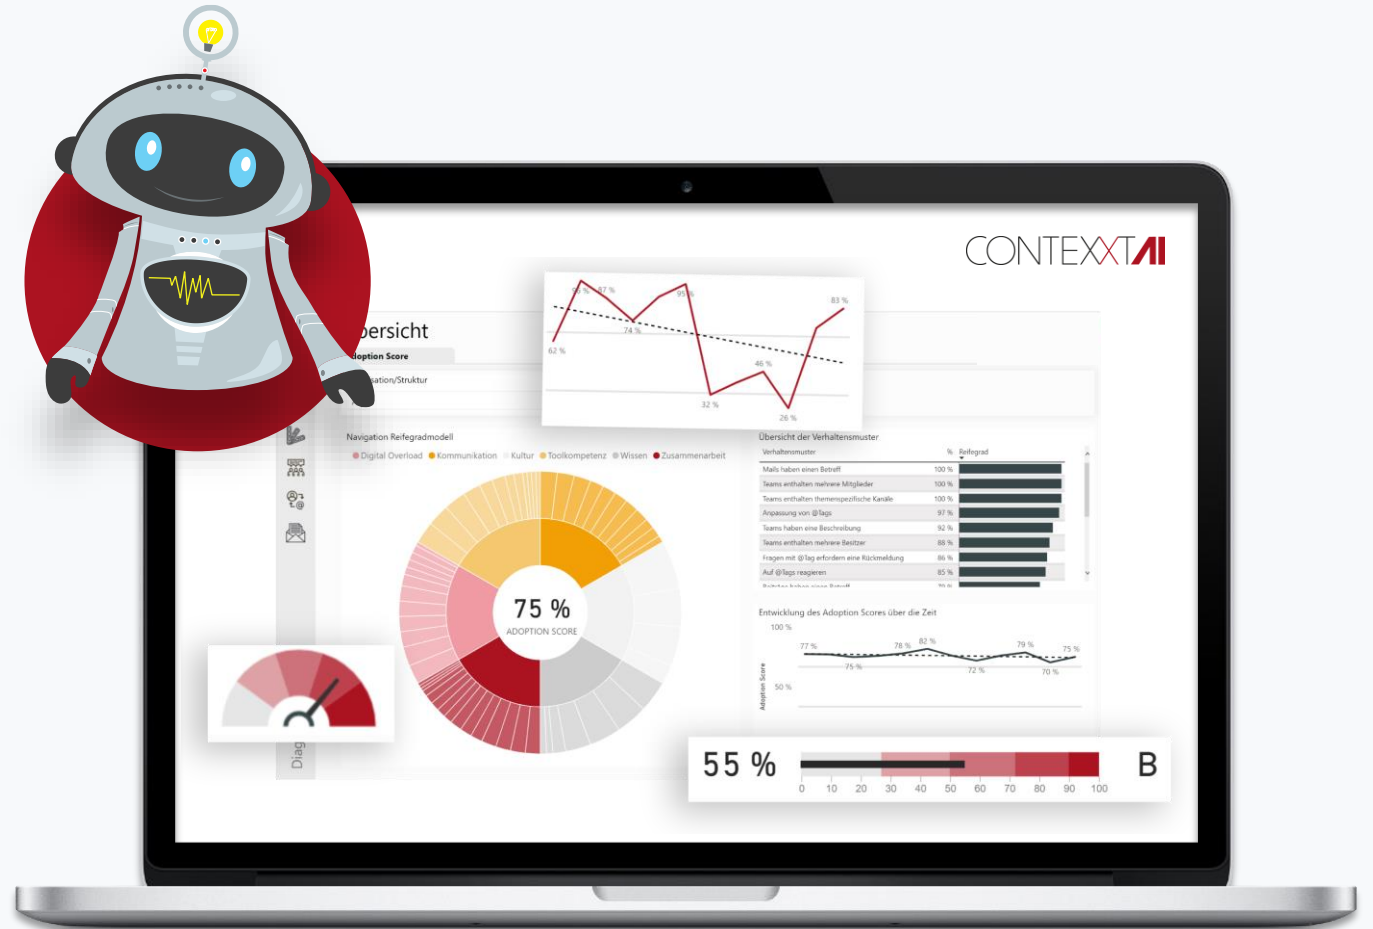 CONTEXXTAI
96 % 87 %
95 %
83 %
74 %
62 %
46 %
32 %
26 %
bersicht
doption Score
sation/Struktur
Navigation Reifegradmodell
Digital Overload Kommunikation Kultur Toolkompetenz Wissen Zusammenarbeit
75 %
ADOPTION SCORE
Übersicht der Verhaltensmuster
Verhaltensmuster % Reifegrad
Mails haben einen Betreff 100 %
Teams enthalten mehrere Mitglieder 100 %
Teams enthalten themenspezifische Kanäle 100 %
Anpassung von @Tags 97 %
Teams haben eine Beschreibung 92 %
Teams enthalten mehrere Besitzer 88 %
Fragen mit @Tag erfordern eine Rückmeldung 86 %
Auf @Tags reagieren 85 %
Entwicklung des Adoption Scores über die Zeit
100 %
77 % 78 % 82 % 79 % 75 %
75 % 72 % 70 %
50 %
Adoption Score
Diag
55 % B
0 10 20 30 40 50 60 70 80 90 100